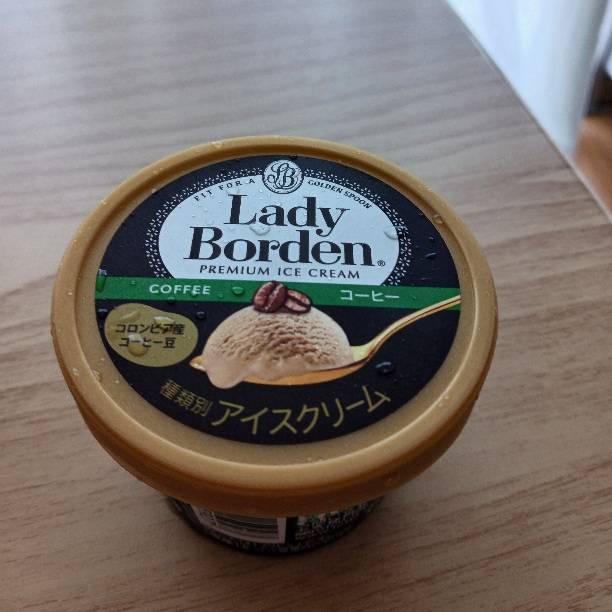 FIT FOR A GOLDEN SPOON
LB
Lady
Borden®
PREMIUM ICE CREAM
COFFEE コーヒー
コロンビア産
コーヒー豆
種類別 アイスクリーム